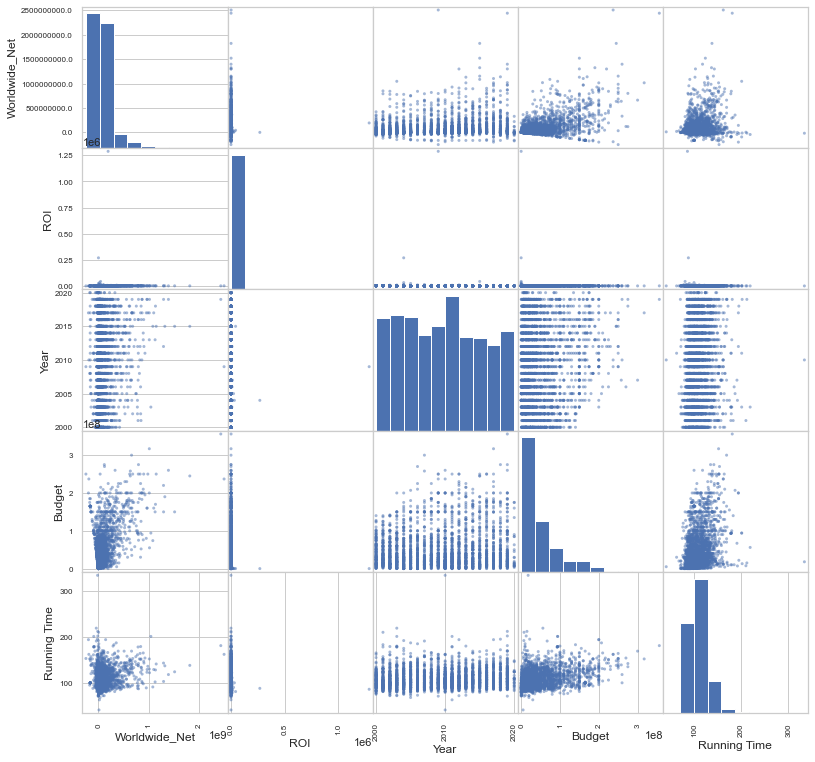 2500000000.0
2000000000.0
1500000000.0
1000000000.0
500000000.0
0.0
Worldwide_Net
1e6
1.25
1.00
0.75
0.50
0.25
0.00
ROI
2020
2015
2010
2005
2000
Year
1e8
3
2
1
0
Budget
300
200
100
Running Time
0 1 2 0.0 0.5 1.0 2000 2010 2020 0 1 2 3 100 200 300
Worldwide_Net 1e9 ROI 1e6 Year Budget 1e8 Running Time